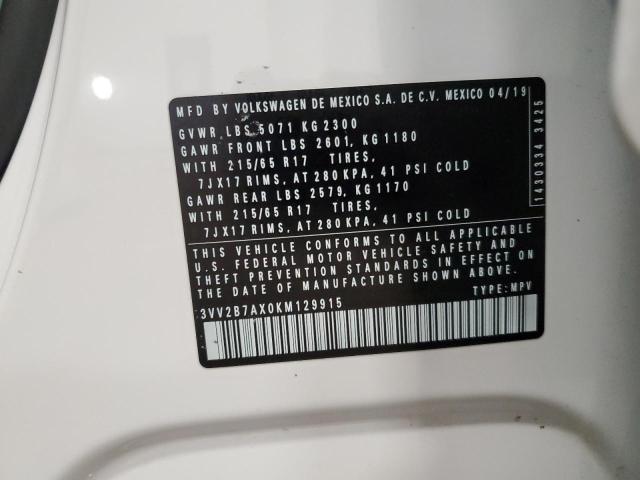 MFD BY VOLKSWAGEN DE MEXICO S.A. DE C.V. MEXICO 04/19
GVWR LBS 5071 KG 2300
GAWR FRONT LBS 2601, KG 1180
WITH 215/65 R17 TIRES,
7JX17 RIMS, AT 280 KPA, 41 PSI COLD
GAWR REAR LBS 2579, KG 1170
WITH 215/65 R17 TIRES,
7JX17 RIMS, AT 280 KPA, 41 PSI COLD
THIS VEHICLE CONFORMS TO ALL APPLICABLE
U.S. FEDERAL MOTOR VEHICLE SAFETY AND
THEFT PREVENTION STANDARDS IN EFFECT ON
THE DATE OF MANUFACTURE SHOWN ABOVE.
3VV2B7AX0KM129915
TYPE: MPV
1430334 3425